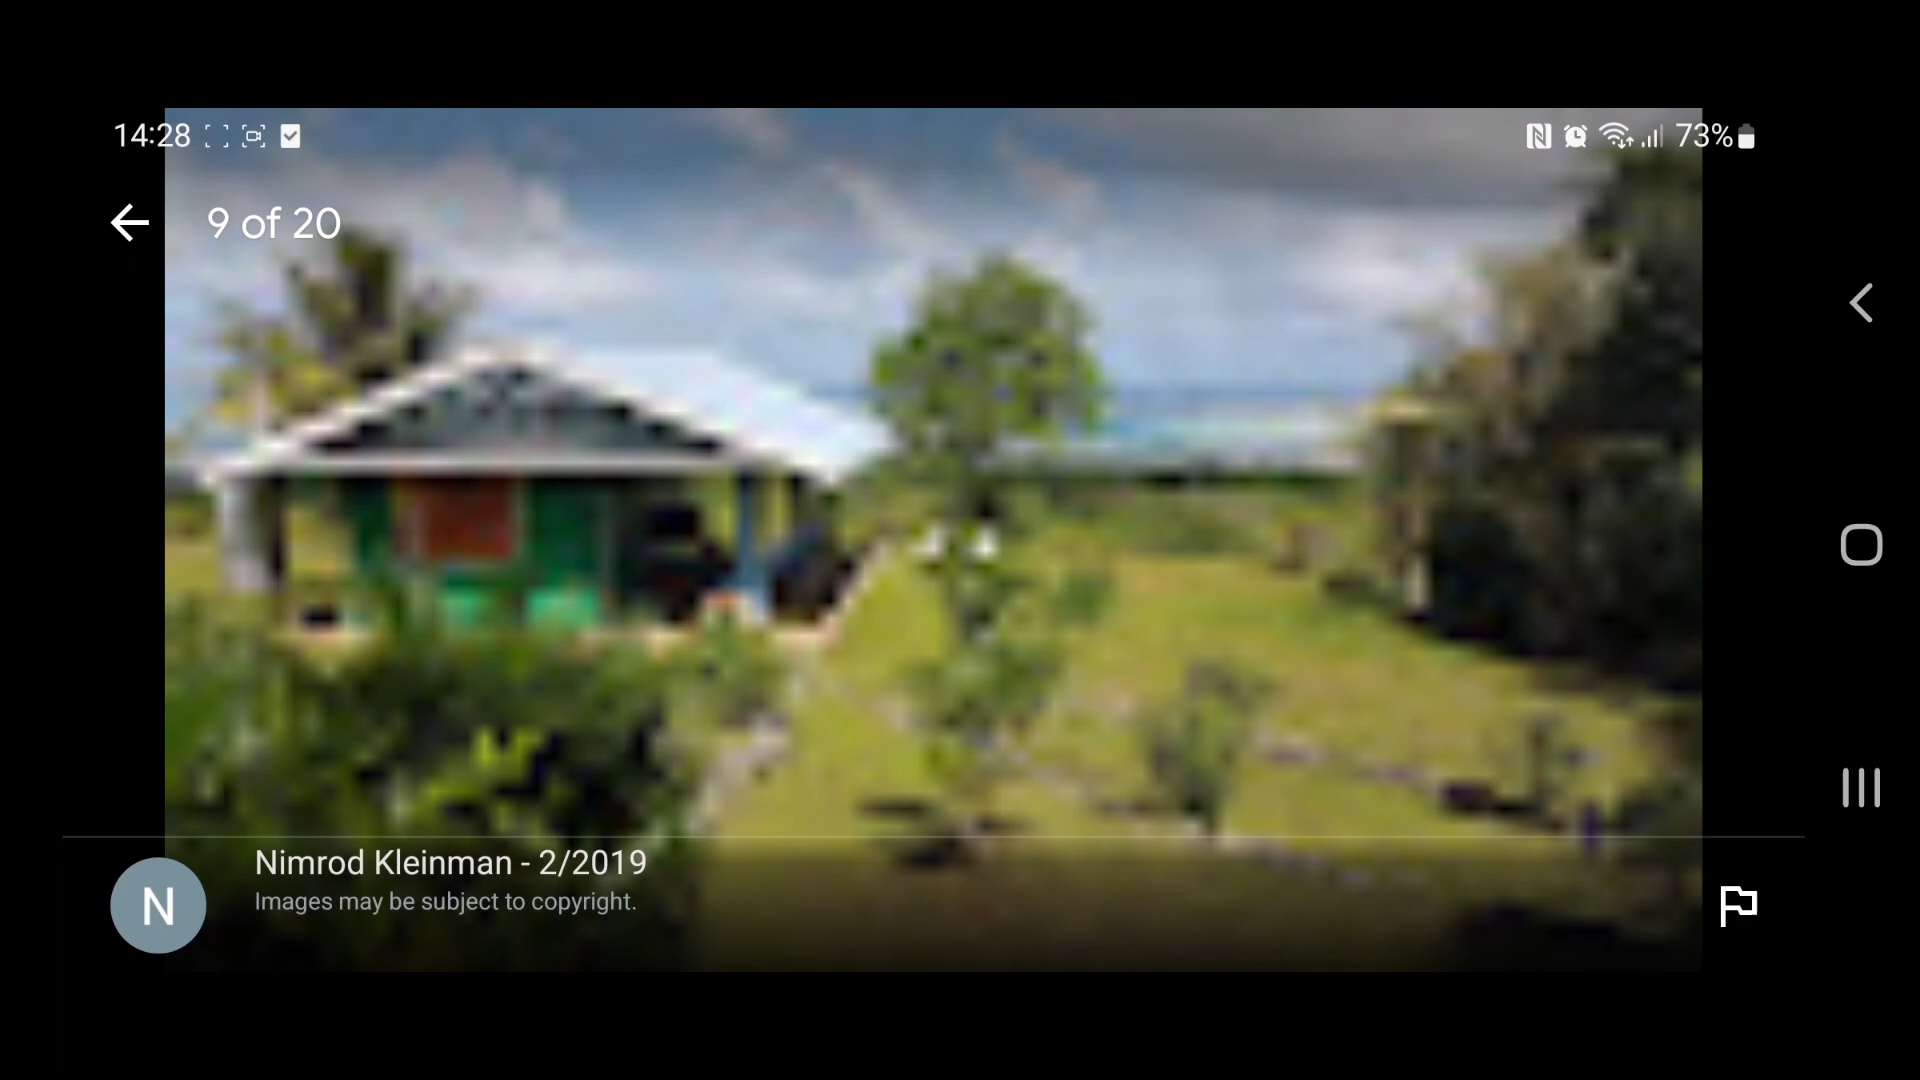 14:28
73%
9 of 20
N
Nimrod Kleinman - 2/2019
Images may be subject to copyright.